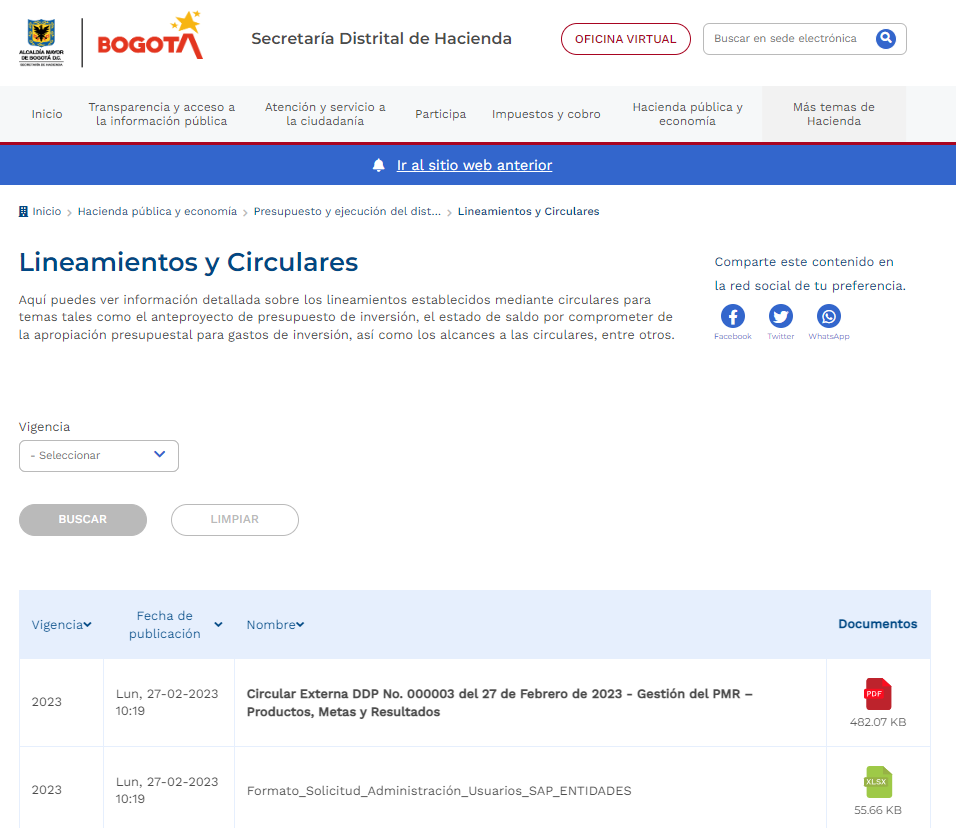 ALCALDÍA MAYOR
DE BOGOTÁ D.C.
SECRETARÍA DE HACIENDA
BOGOTÁ
Secretaría Distrital de Hacienda
OFICINA VIRTUAL
Buscar en sede electrónica
Inicio
Transparencia y acceso a
la información pública
Atención y servicio a
la ciudadanía
Participa
Impuestos y cobro
Hacienda pública y
economía
Más temas de
Hacienda
Ir al sitio web anterior
Inicio > Hacienda pública y economía > Presupuesto y ejecución del dist... > Lineamientos y Circulares
Lineamientos y Circulares
Aquí puedes ver información detallada sobre los lineamientos establecidos mediante circulares para
temas tales como el anteproyecto de presupuesto de inversión, el estado de saldo por comprometer de
la apropiación presupuestal para gastos de inversión, así como los alcances a las circulares, entre otros.
Comparte este contenido en
la red social de tu preferencia.
Facebook Twitter WhatsApp
Vigencia
- Seleccionar
BUSCAR LIMPIAR
Vigencia
Fecha de
publicación
Nombre
Documentos
2023
Lun, 27-02-2023
10:19
Circular Externa DDP No. 000003 del 27 de Febrero de 2023 - Gestión del PMR –
Productos, Metas y Resultados
PDF
482.07 KB
2023
Lun, 27-02-2023
10:19
Formato_Solicitud_Administración_Usuarios_SAP_ENTIDADES
XLSX
55.66 KB